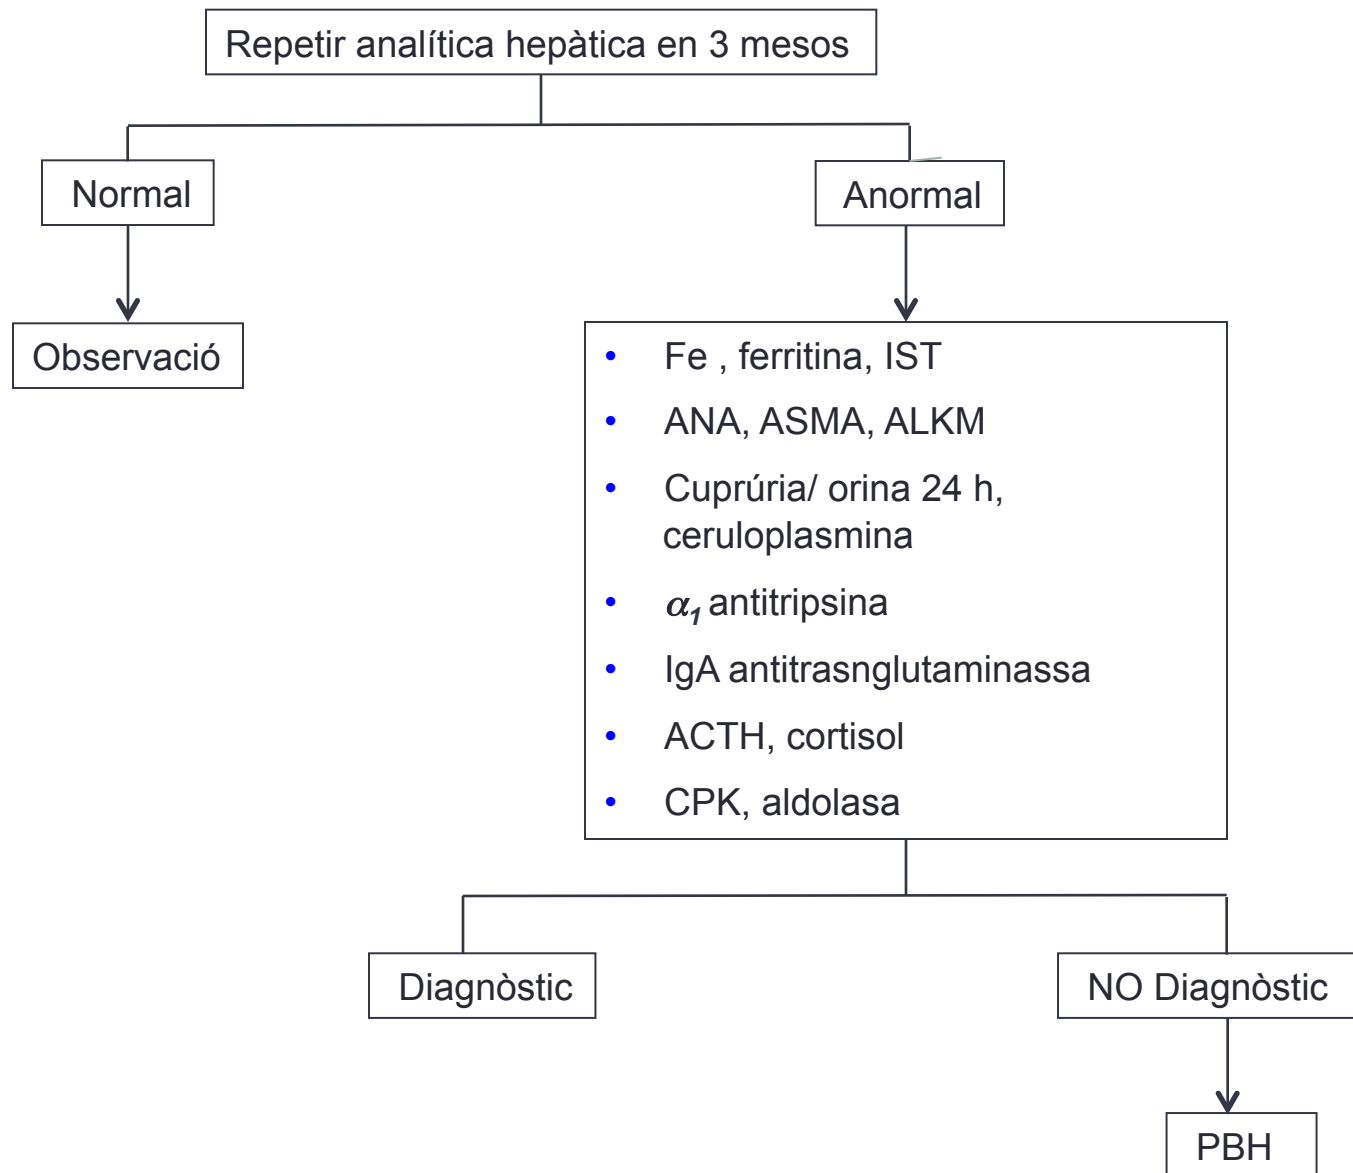 Repetir analítica hepàtica en 3 mesos
Normal
Anormal
Observació
• Fe , ferritina, IST
• ANA, ASMA, ALKM
• Cuprúria/ orina 24 h,
ceruloplasmina
• α1 antitripsina
• IgA antitrasnglutaminassa
• ACTH, cortisol
• CPK, aldolasa
Diagnòstic
NO Diagnòstic
PBH